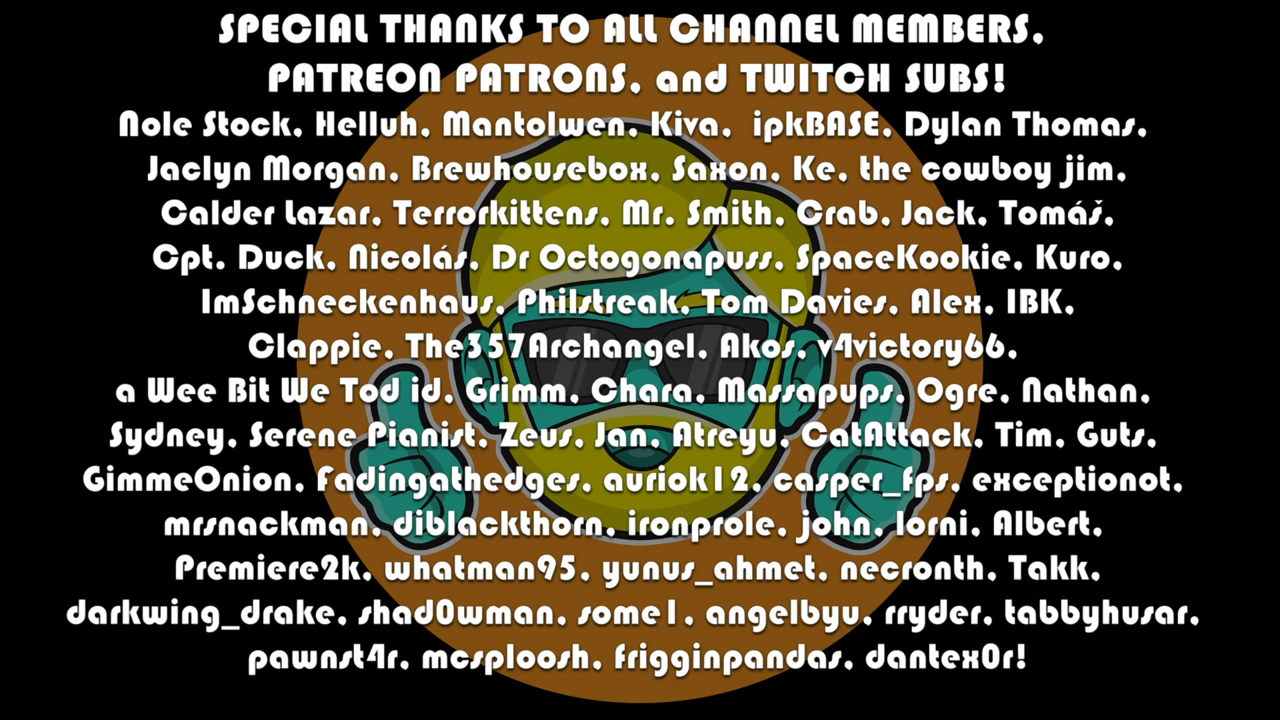 SPECIAL THANKS TO ALL CHANNEL MEMBERS,
PATREON PATRONS, and TWITCH SUBS!
Nole Stock, Helluh, Mantolwen, Kiva, ipkBASE, Dylan Thomas,
Jaclyn Morgan, Brewhousebox, Saxon, Ke, the cowboy jim,
Calder Lazar, Terrorkittens, Mr. Smith, Crab, Jack, Tomáš,
Cpt. Duck, Nicolás, Dr Octogonapuss, SpaceKookie, Kuro,
ImSchneckenhaus, Philstreak, Tom Davies, Alex, IBK,
Clappie, The357Archangel, Akos, v4victory66,
a Wee Bit We Tod id, Grimm, Chara, Massapups, Ogre, Nathan,
Sydney, Serene Pianist, Zeus, Jan, Atreyu, CatAttack, Tim, Guts,
GimmeOnion, Fadingathedges, auriok12, casper_fps, exceptionot,
mrsnackman, diblackthorn, ironprole, john, lorni, Albert,
Premiere2k, whatman95, yunus_ahmet, necronth, Takk,
darkwing_drake, shad0wman, some1, angelbyu, rryder, tabbyhusar,
pawnst4r, mcsploosh, frigginpandas, dantex0r!